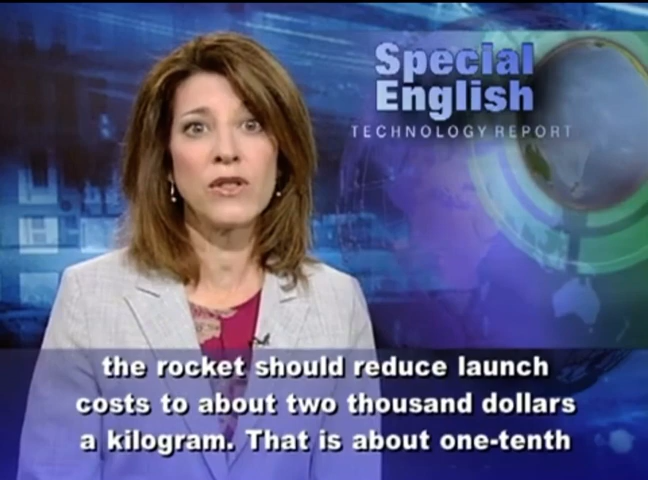 Special
English
TECHNOLOGY REPORT
the rocket should reduce launch
costs to about two thousand dollars
a kilogram. That is about one-tenth